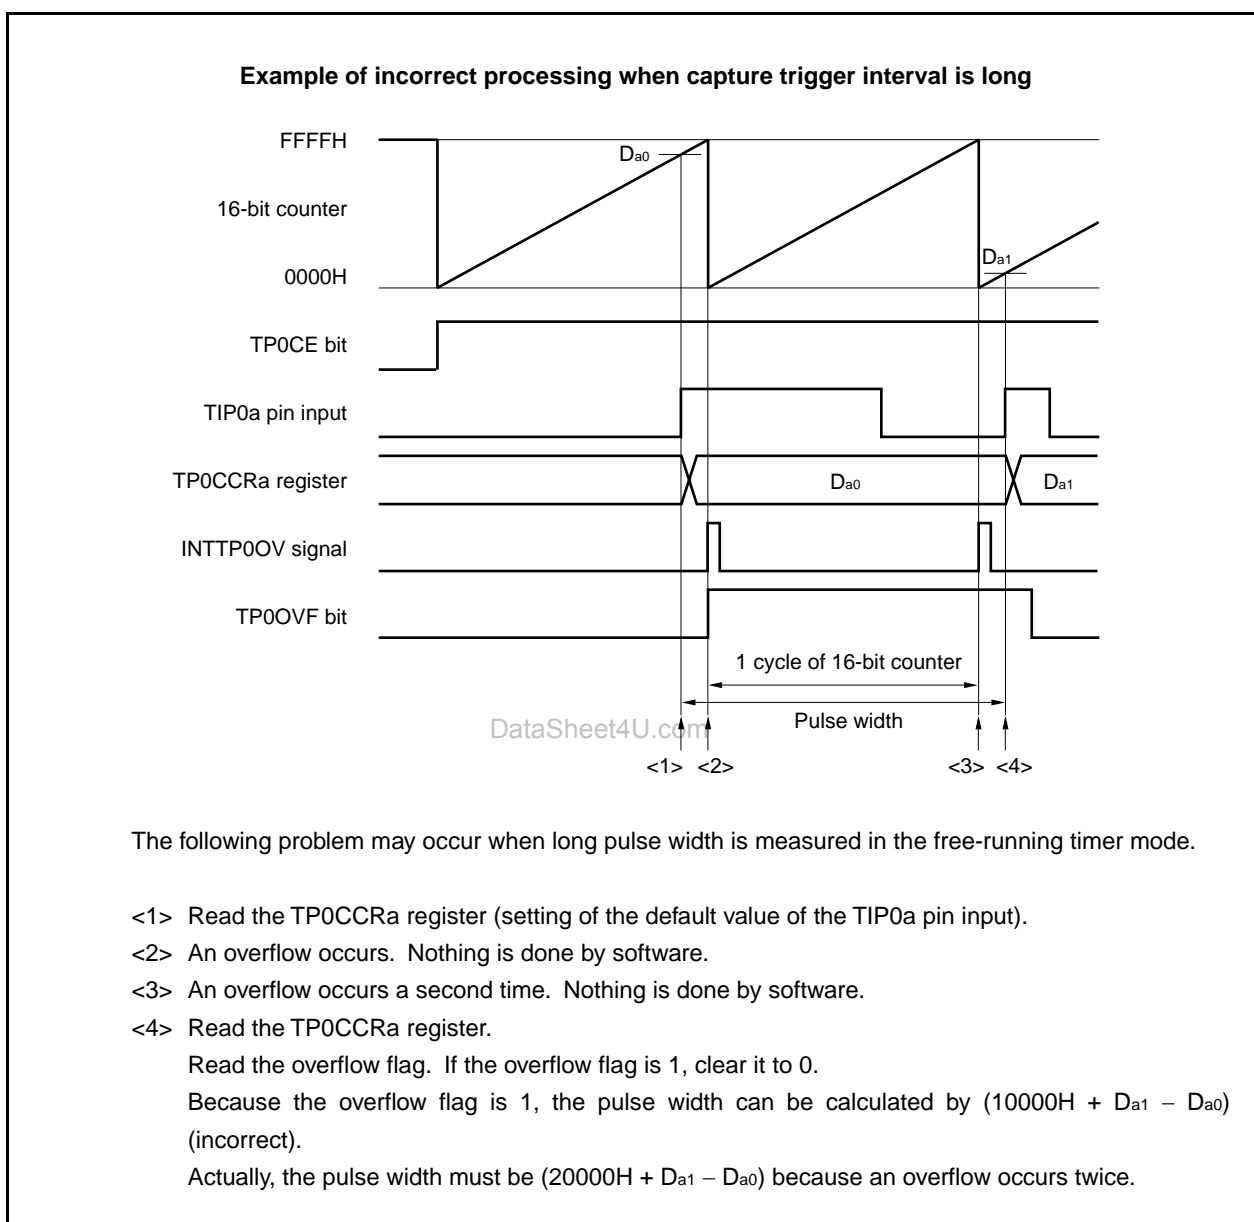 Example of incorrect processing when capture trigger interval is long
FFFFH
Da0
16-bit counter
Da1
0000H
TP0CE bit
TIP0a pin input
TP0CCRa register
Da0
Da1
INTTP0OV signal
TP0OVF bit
1 cycle of 16-bit counter
Pulse width
DataSheet4U.com
<1> <2> <3> <4>
The following problem may occur when long pulse width is measured in the free-running timer mode.
<1> Read the TP0CCRa register (setting of the default value of the TIP0a pin input).
<2> An overflow occurs. Nothing is done by software.
<3> An overflow occurs a second time. Nothing is done by software.
<4> Read the TP0CCRa register.
Read the overflow flag. If the overflow flag is 1, clear it to 0.
Because the overflow flag is 1, the pulse width can be calculated by (10000H + Da1 − Da0)
(incorrect).
Actually, the pulse width must be (20000H + Da1 − Da0) because an overflow occurs twice.